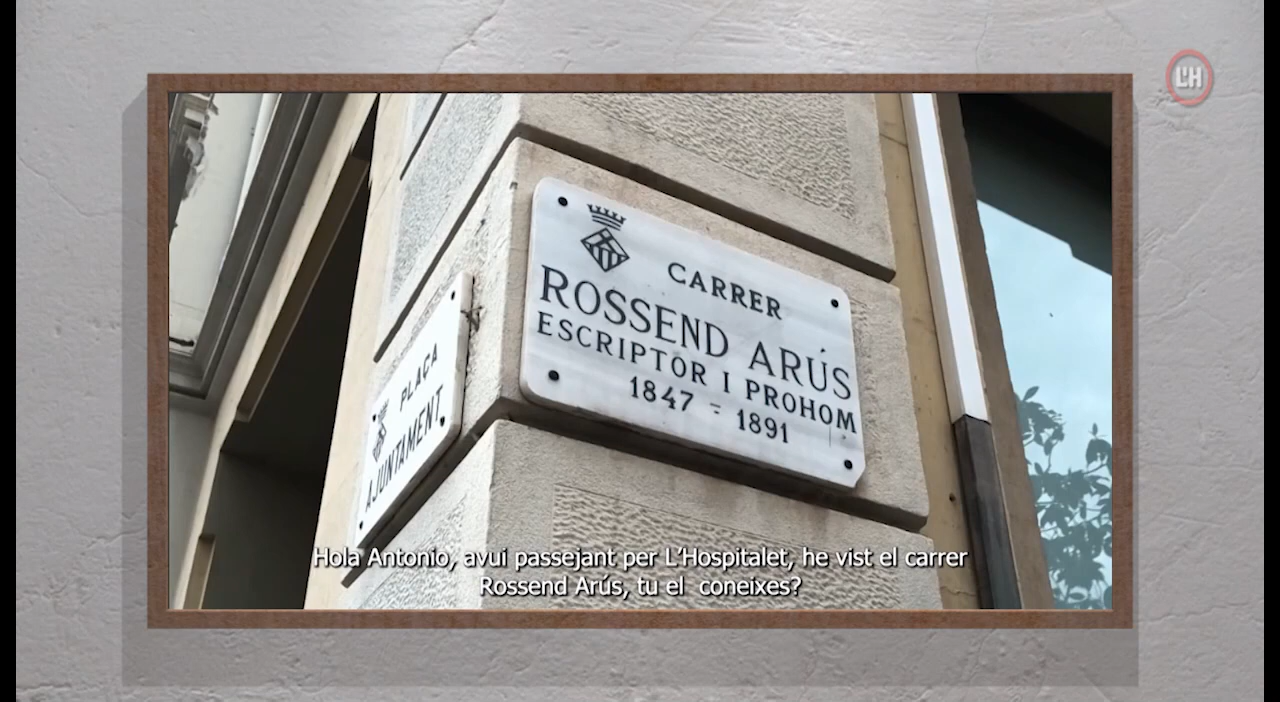 L'H
PLAÇA
AJUNTAMENT
CARRER
ROSSEND ARÚS
ESCRIPTOR I PROHOM
1847 - 1891
Hola Antonio, avui passejant per L'Hospitalet, he vist el carrer
Rossend Arús, tu el coneixes?